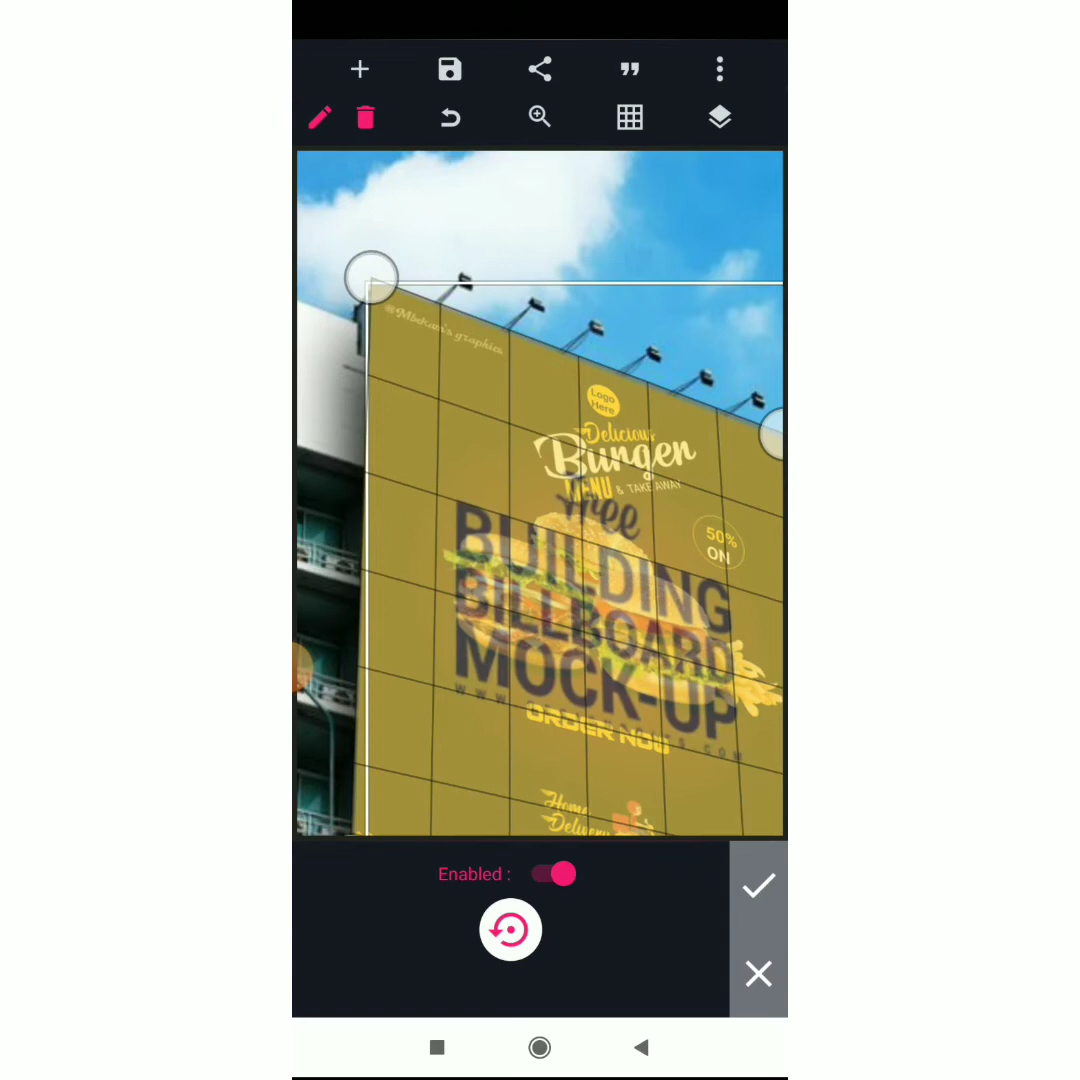 @Mbekani's graphics
Logo
Here
Delicious
Burger
MENU & TAKE AWAY
Free
50%
ON
BUILDING
BILLBOARD
MOCK-UP
ORDER NOW
Home
Delivery
Enabled :